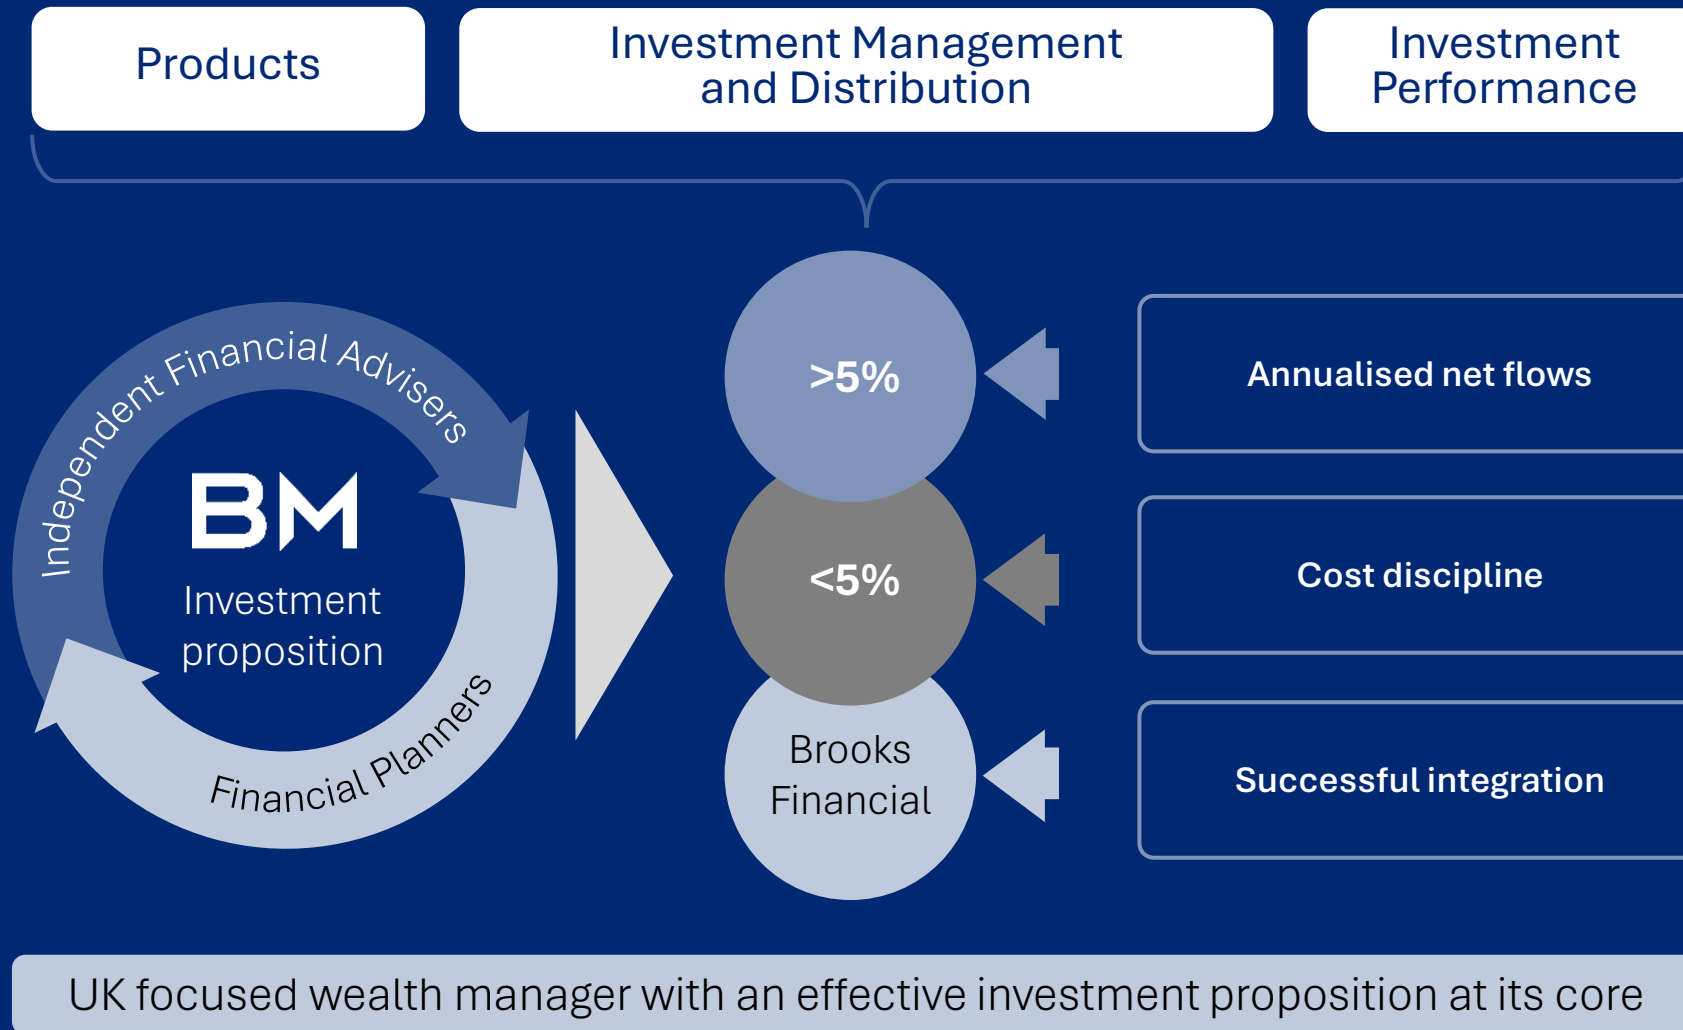 Products
Investment Management
and Distribution
Investment
Performance
Independent Financial Advisers
BM
Investment
proposition
Financial Planners
>5%
Annualised net flows
<5%
Cost discipline
Brooks
Financial
Successful integration
UK focused wealth manager with an effective investment proposition at its core